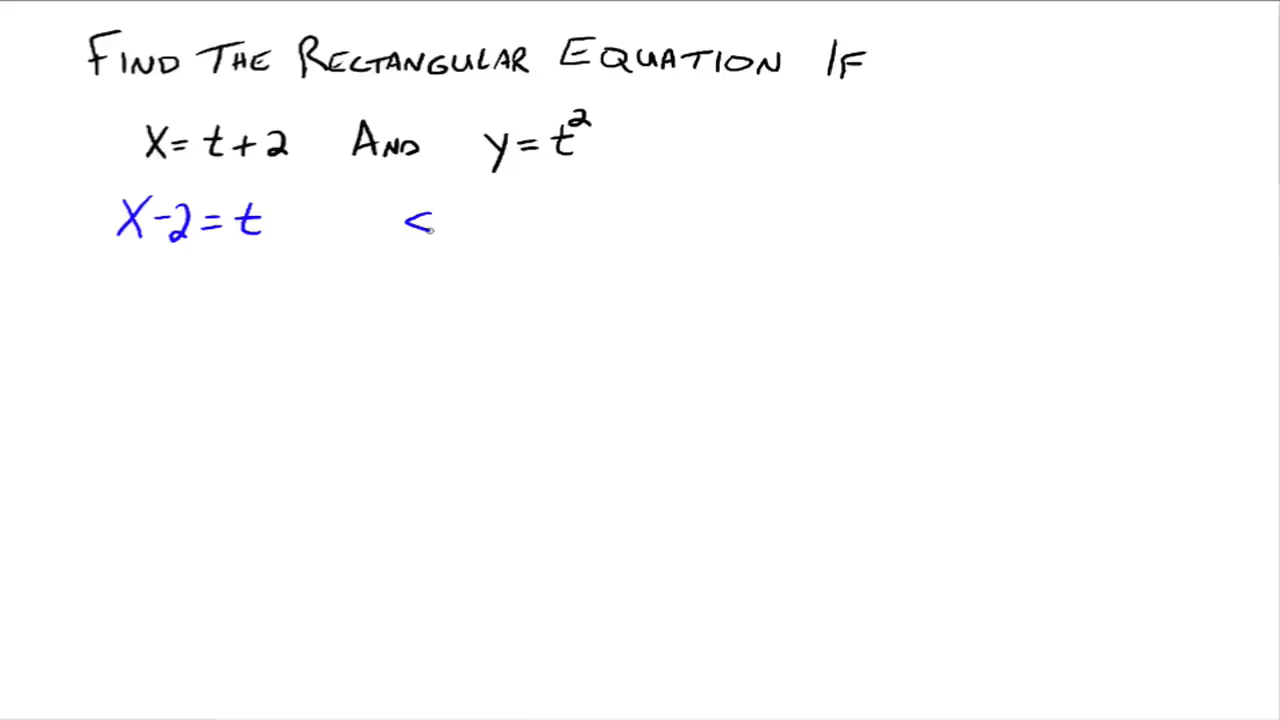 FIND THE RECTANGULAR EQUATION IF
x = t + 2 AND y = t²
x - 2 = t <